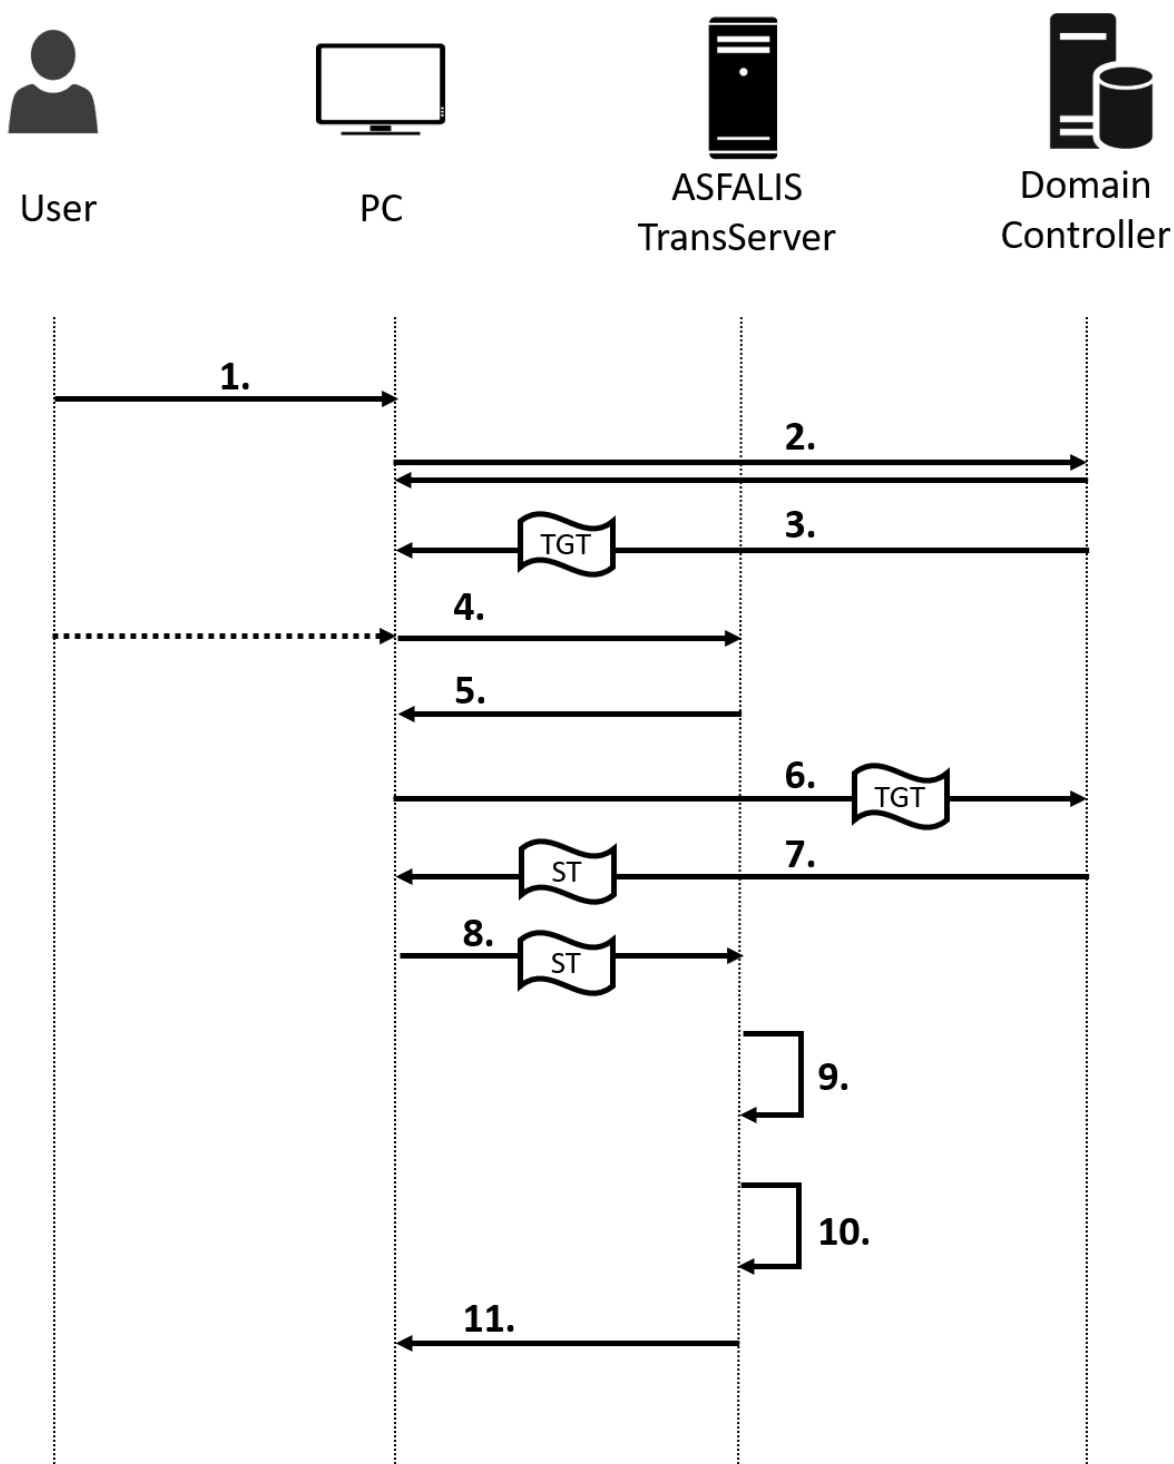 User
PC
ASFALIS
TransServer
Domain
Controller
1.
2.
3.
TGT
4.
5.
6.
TGT
7.
ST
8.
ST
9.
10.
11.